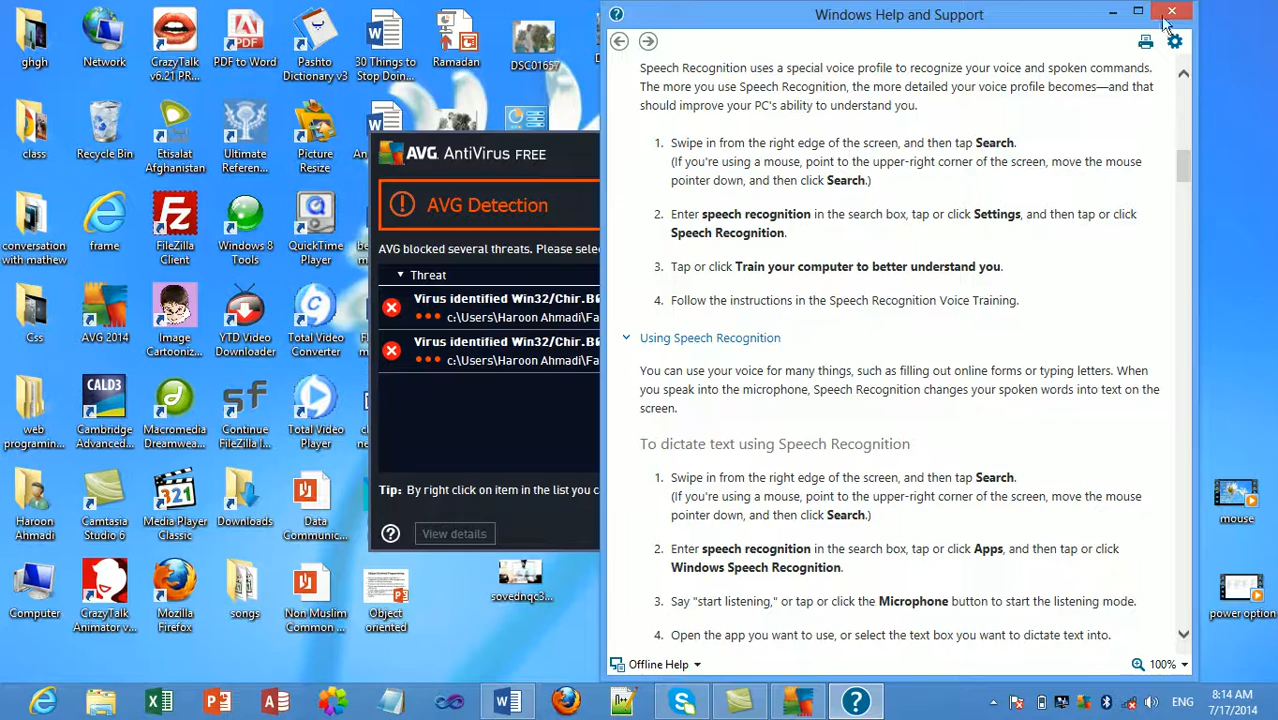 ghgh
Network
CrazyTalk
v6.21 PR...
PDF to Word
Pashto
Dictionary v3
30 Things to
Stop Doin...
Ramadan
DSC01657
class
Recycle Bin
Etisalat
Afghanistan
Ultimate
Referen...
Picture
Resize
conversation
with mathew
frame
FileZilla
Client
Windows 8
Tools
QuickTime
Player
Css
AVG 2014
Image
Cartooniz...
YTD Video
Downloader
Total Video
Converter
web
programin...
Cambridge
Advanced...
Macromedia
Dreamwea...
Continue
FileZilla I...
Total Video
Player
Haroon
Ahmadi
Camtasia
Studio 6
Media Player
Classic
Downloads
Data
Communic...
Computer
CrazyTalk
Animator v...
Mozilla
Firefox
songs
Non Muslim
Common ...
Object
oriented
sovednqc3...
mouse
power option
AVG. AntiVirus FREE
AVG Detection
AVG blocked several threats. Please sele
Threat
Virus identified Win32/Chir.B
c:\Users\Haroon Ahmadi\Fa
Virus identified Win32/Chir.B
c:\Users\Haroon Ahmadi\Fa
Tip: By right click on item in the list you c
View details
Windows Help and Support
Speech Recognition uses a special voice profile to recognize your voice and spoken commands.
The more you use Speech Recognition, the more detailed your voice profile becomes—and that
should improve your PC's ability to understand you.
1. Swipe in from the right edge of the screen, and then tap Search.
(If you're using a mouse, point to the upper-right corner of the screen, move the mouse
pointer down, and then click Search.)
2. Enter speech recognition in the search box, tap or click Settings, and then tap or click
Speech Recognition.
3. Tap or click Train your computer to better understand you.
4. Follow the instructions in the Speech Recognition Voice Training.
Using Speech Recognition
You can use your voice for many things, such as filling out online forms or typing letters. When
you speak into the microphone, Speech Recognition changes your spoken words into text on the
screen.
To dictate text using Speech Recognition
1. Swipe in from the right edge of the screen, and then tap Search.
(If you're using a mouse, point to the upper-right corner of the screen, move the mouse
pointer down, and then click Search.)
2. Enter speech recognition in the search box, tap or click Apps, and then tap or click
Windows Speech Recognition.
3. Say "start listening," or tap or click the Microphone button to start the listening mode.
4. Open the app you want to use, or select the text box you want to dictate text into.
Offline Help
100%
ENG
8:14 AM
7/17/2014